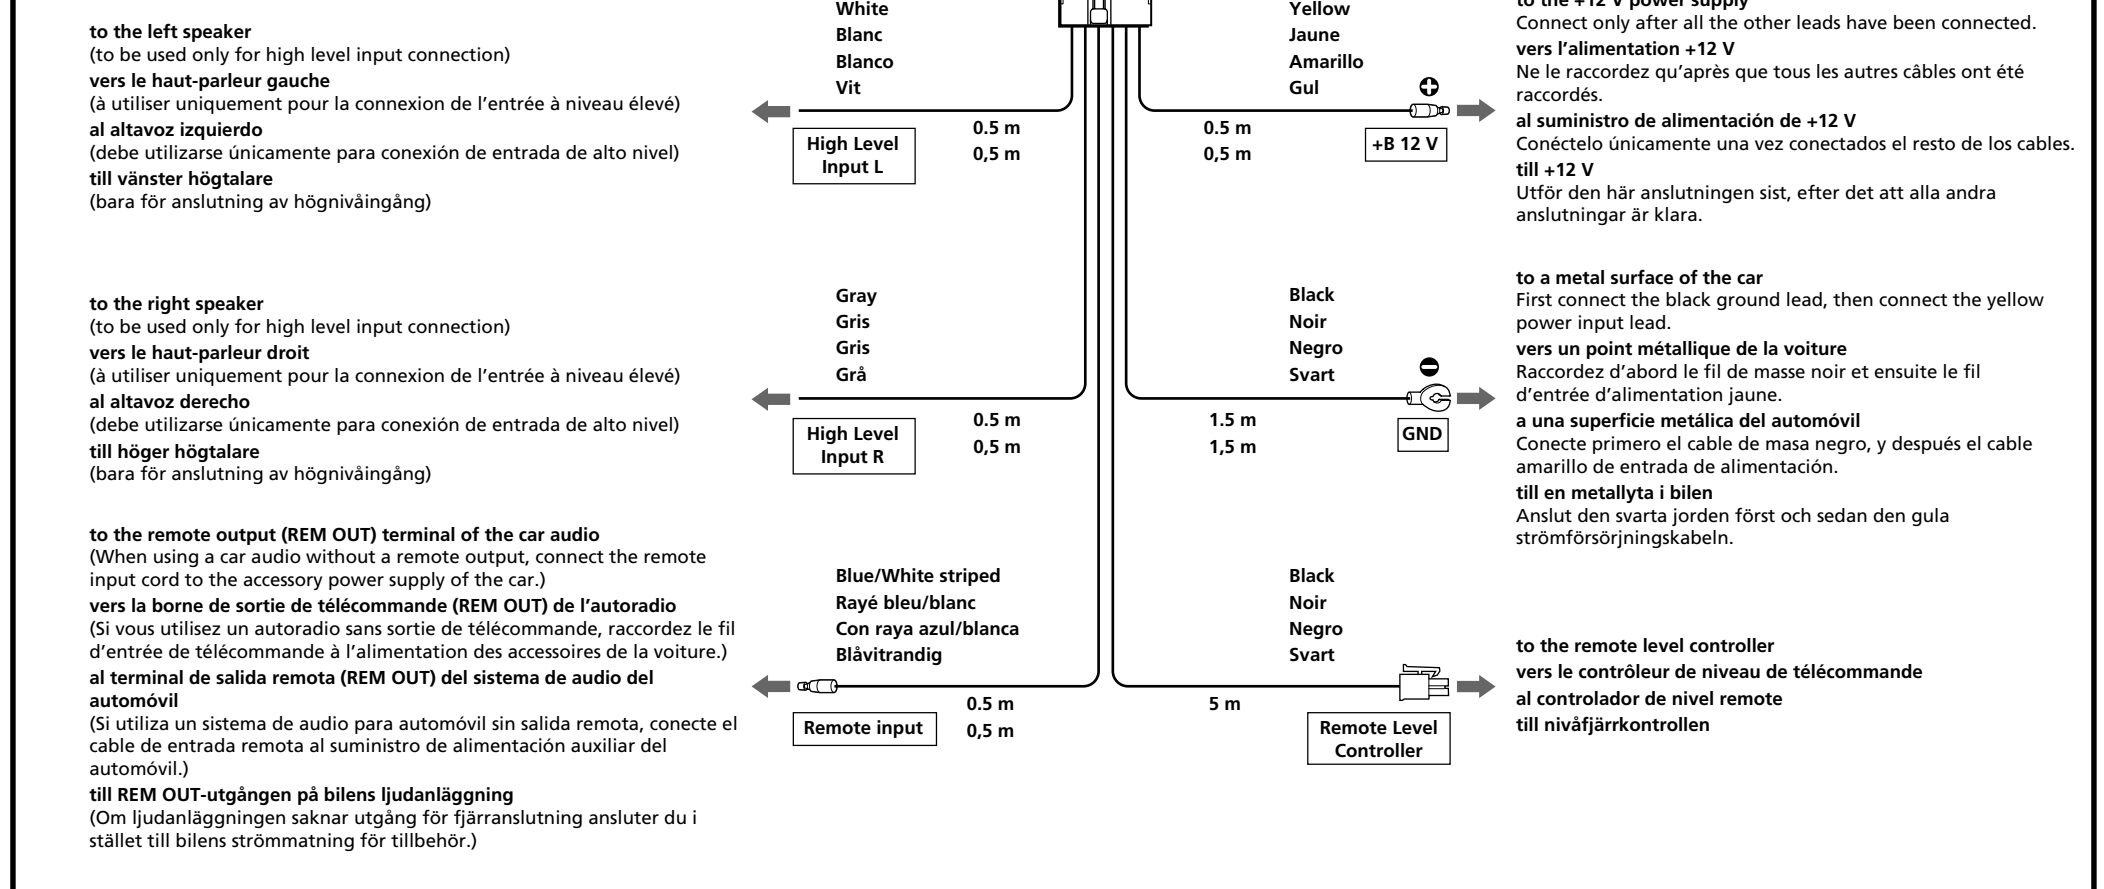 to the left speaker
(to be used only for high level input connection)
vers le haut-parleur gauche
(à utiliser uniquement pour la connexion de l'entrée à niveau élevé)
al altavoz izquierdo
(debe utilizarse únicamente para conexión de entrada de alto nivel)
till vänster högtalare
(bara för anslutning av högnivåingång)
White
Blanc
Blanco
Vit
High Level
Input L
0.5 m
0,5 m
Yellow
Jaune
Amarillo
Gul
0.5 m
0,5 m
+B 12 V
to the +12 V power supply
Connect only after all the other leads have been connected.
vers l'alimentation +12 V
Ne le raccordez qu'après que tous les autres câbles ont été
raccordés.
al suministro de alimentación de +12 V
Conéctelo únicamente una vez conectados el resto de los cables.
till +12 V
Utför den här anslutningen sist, efter det att alla andra
anslutningar är klara.
to the right speaker
(to be used only for high level input connection)
vers le haut-parleur droit
(à utiliser uniquement pour la connexion de l'entrée à niveau élevé)
al altavoz derecho
(debe utilizarse únicamente para conexión de entrada de alto nivel)
till höger högtalare
(bara för anslutning av högnivåingång)
Gray
Gris
Gris
Grå
High Level
Input R
0.5 m
0,5 m
Black
Noir
Negro
Svart
1.5 m
1,5 m
GND
to a metal surface of the car
First connect the black ground lead, then connect the yellow
power input lead.
vers un point métallique de la voiture
Raccordez d'abord le fil de masse noir et ensuite le fil
d'entrée d'alimentation jaune.
a una superficie metálica del automóvil
Conecte primero el cable de masa negro, y después el cable
amarillo de entrada de alimentación.
till en metallyta i bilen
Anslut den svarta jorden först och sedan den gula
strömförsörjningskabeln.
to the remote output (REM OUT) terminal of the car audio
(When using a car audio without a remote output, connect the remote
input cord to the accessory power supply of the car.)
vers la borne de sortie de télécommande (REM OUT) de l'autoradio
(Si vous utilisez un autoradio sans sortie de télécommande, raccordez le fil
d'entrée de télécommande à l'alimentation des accessoires de la voiture.)
al terminal de salida remota (REM OUT) del sistema de audio del
automóvil
(Si utiliza un sistema de audio para automóvil sin salida remota, conecte el
cable de entrada remota al suministro de alimentación auxiliar del
automóvil.)
till REM OUT-utgången på bilens ljudanläggning
(Om ljudanläggningen saknar utgång för fjärranslutning ansluter du i
stället till bilens strömmatning för tillbehör.)
Blue/White striped
Rayé bleu/blanc
Con raya azul/blanca
Blåvitrandig
Remote input
0.5 m
0,5 m
Black
Noir
Negro
Svart
5 m
Remote Level
Controller
to the remote level controller
vers le contrôleur de niveau de télécommande
al controlador de nivel remote
till nivåfjärrkontrollen